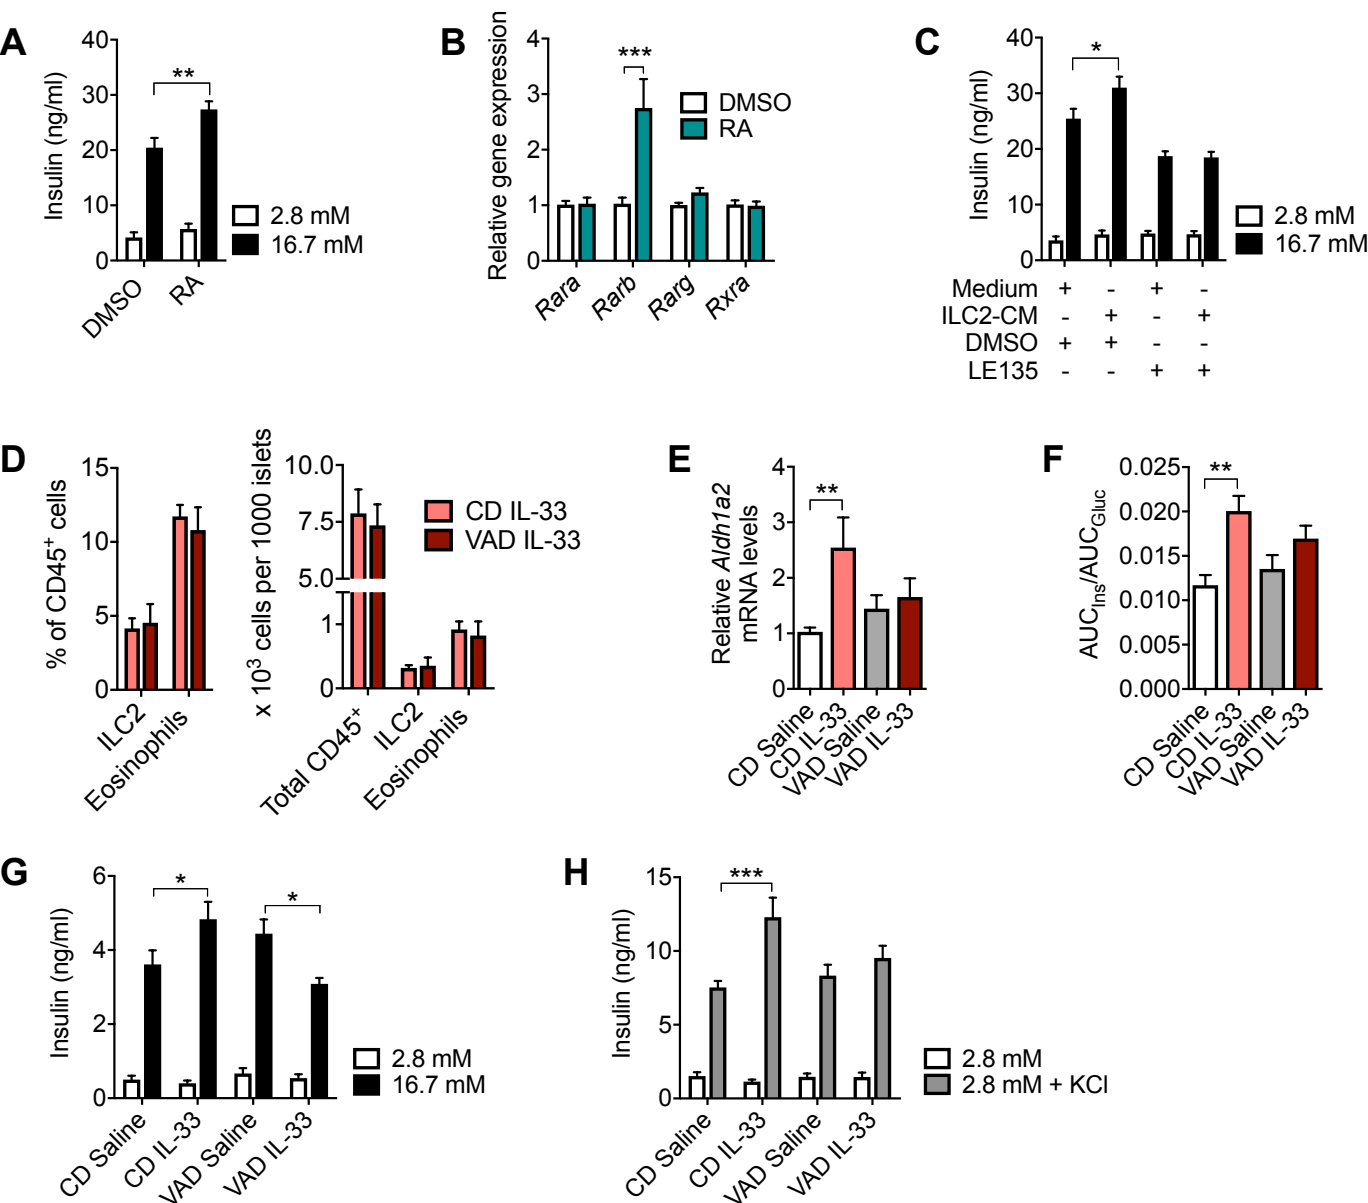 A
Insulin (ng/ml)
40
30
20
10
0
**
DMSO
RA
2.8 mM
16.7 mM
B
Relative gene expression
4
3
2
1
0
***
DMSO
RA
Rara
Rarb
Rarg
Rxra
C
Insulin (ng/ml)
40
30
20
10
0
*
2.8 mM
16.7 mM
Medium + - + -
ILC2-CM - + - +
DMSO + + - -
LE135 - - + +
D
% of CD45+ cells
15
10
5
0
ILC2
Eosinophils
x 10³ cells per 1000 islets
10.0
7.5
5.0
1
0
Total CD45+
ILC2
Eosinophils
CD IL-33
VAD IL-33
E
Relative Aldh1a2
mRNA levels
4
3
2
1
0
**
CD Saline
CD IL-33
VAD Saline
VAD IL-33
F
AUCIns/AUCGluc
0.025
0.020
0.015
0.010
0.005
0.000
**
CD Saline
CD IL-33
VAD Saline
VAD IL-33
G
Insulin (ng/ml)
6
4
2
0
*
*
CD Saline
CD IL-33
VAD Saline
VAD IL-33
2.8 mM
16.7 mM
H
Insulin (ng/ml)
15
10
5
0
***
CD Saline
CD IL-33
VAD Saline
VAD IL-33
2.8 mM
2.8 mM + KCl